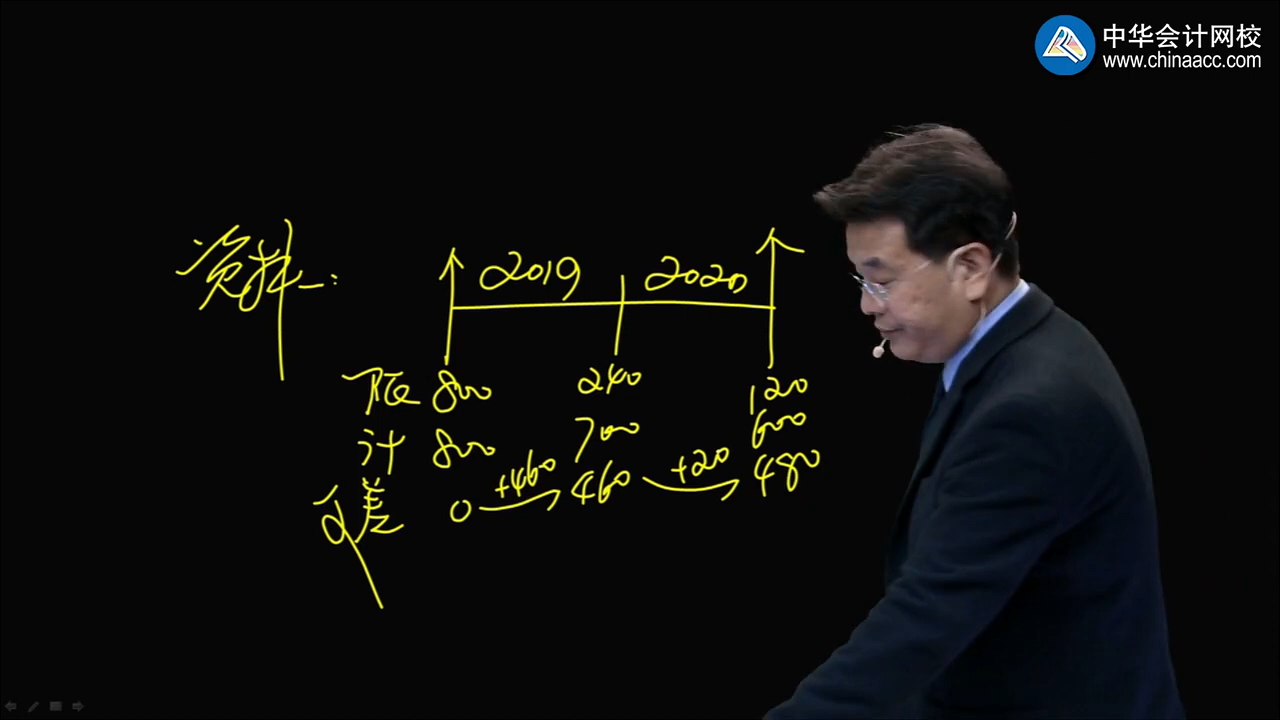 中华会计网校
www.chinaacc.com
资料一：
2019 2020
账 800 240 120
计 800 700 600
可差 0 +460 460 +20 480